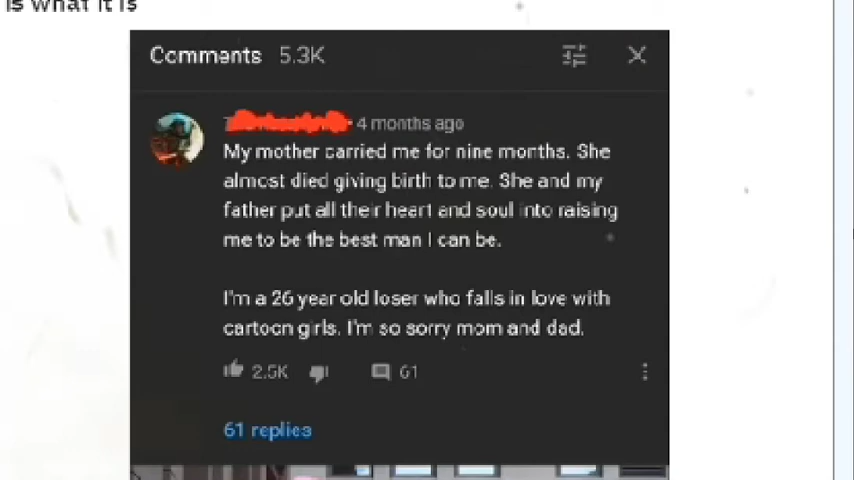 is what it is
Comments 5.3K
4 months ago
My mother carried me for nine months. She
almost died giving birth to me. She and my
father put all their heart and soul into raising
me to be the best man I can be.
I'm a 26 year old loser who falls in love with
cartoon girls. I'm so sorry mom and dad.
2.5K 61
61 replies